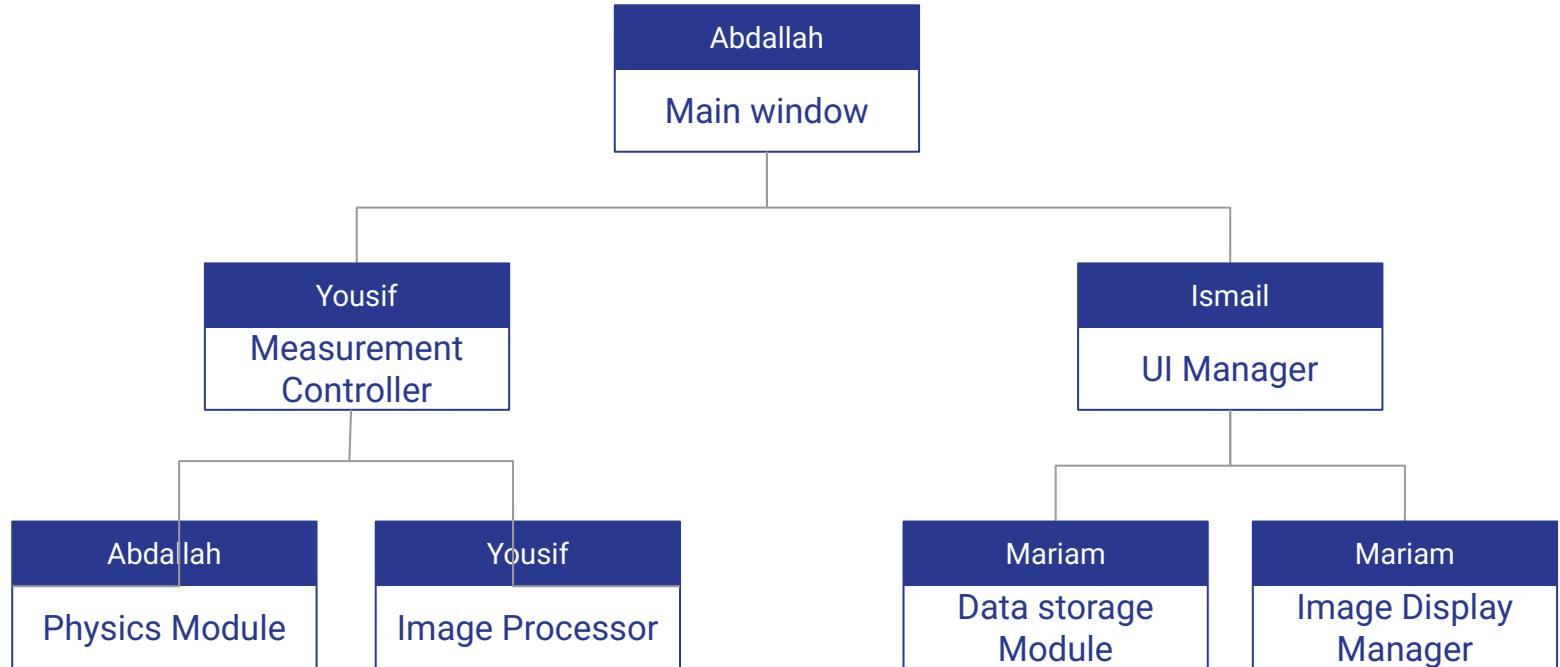 Abdallah
Main window
Yousif
Measurement
Controller
Ismail
UI Manager
Abdallah
Physics Module
Yousif
Image Processor
Mariam
Data storage
Module
Mariam
Image Display
Manager